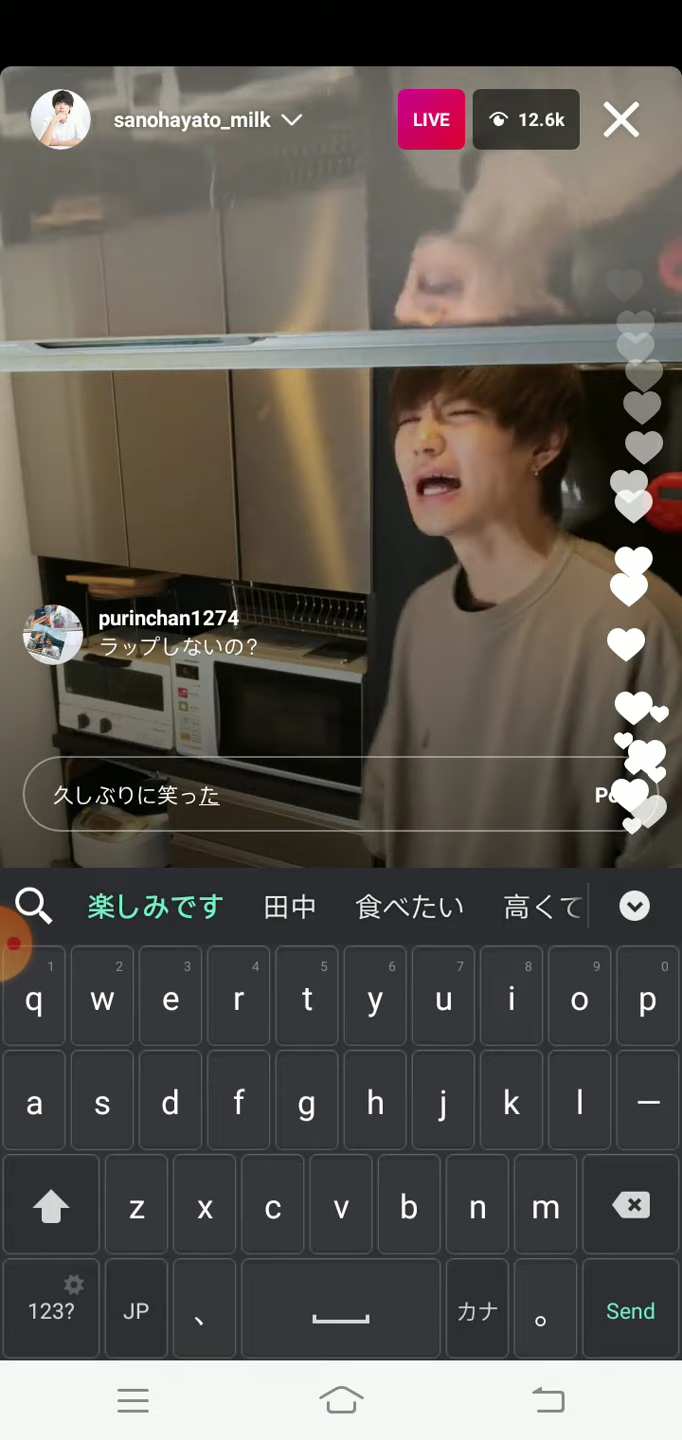 sanohayato_milk
LIVE
12.6k
purinchan1274
ラップしないの?
久しぶりに笑った
楽しみです 田中 食べたい 高くて
1 2 3 4 5 6 7 8 9 0
q w e r t y u i o p
a s d f g h j k l ー
z x c v b n m
123? JP 、 カナ 。 Send